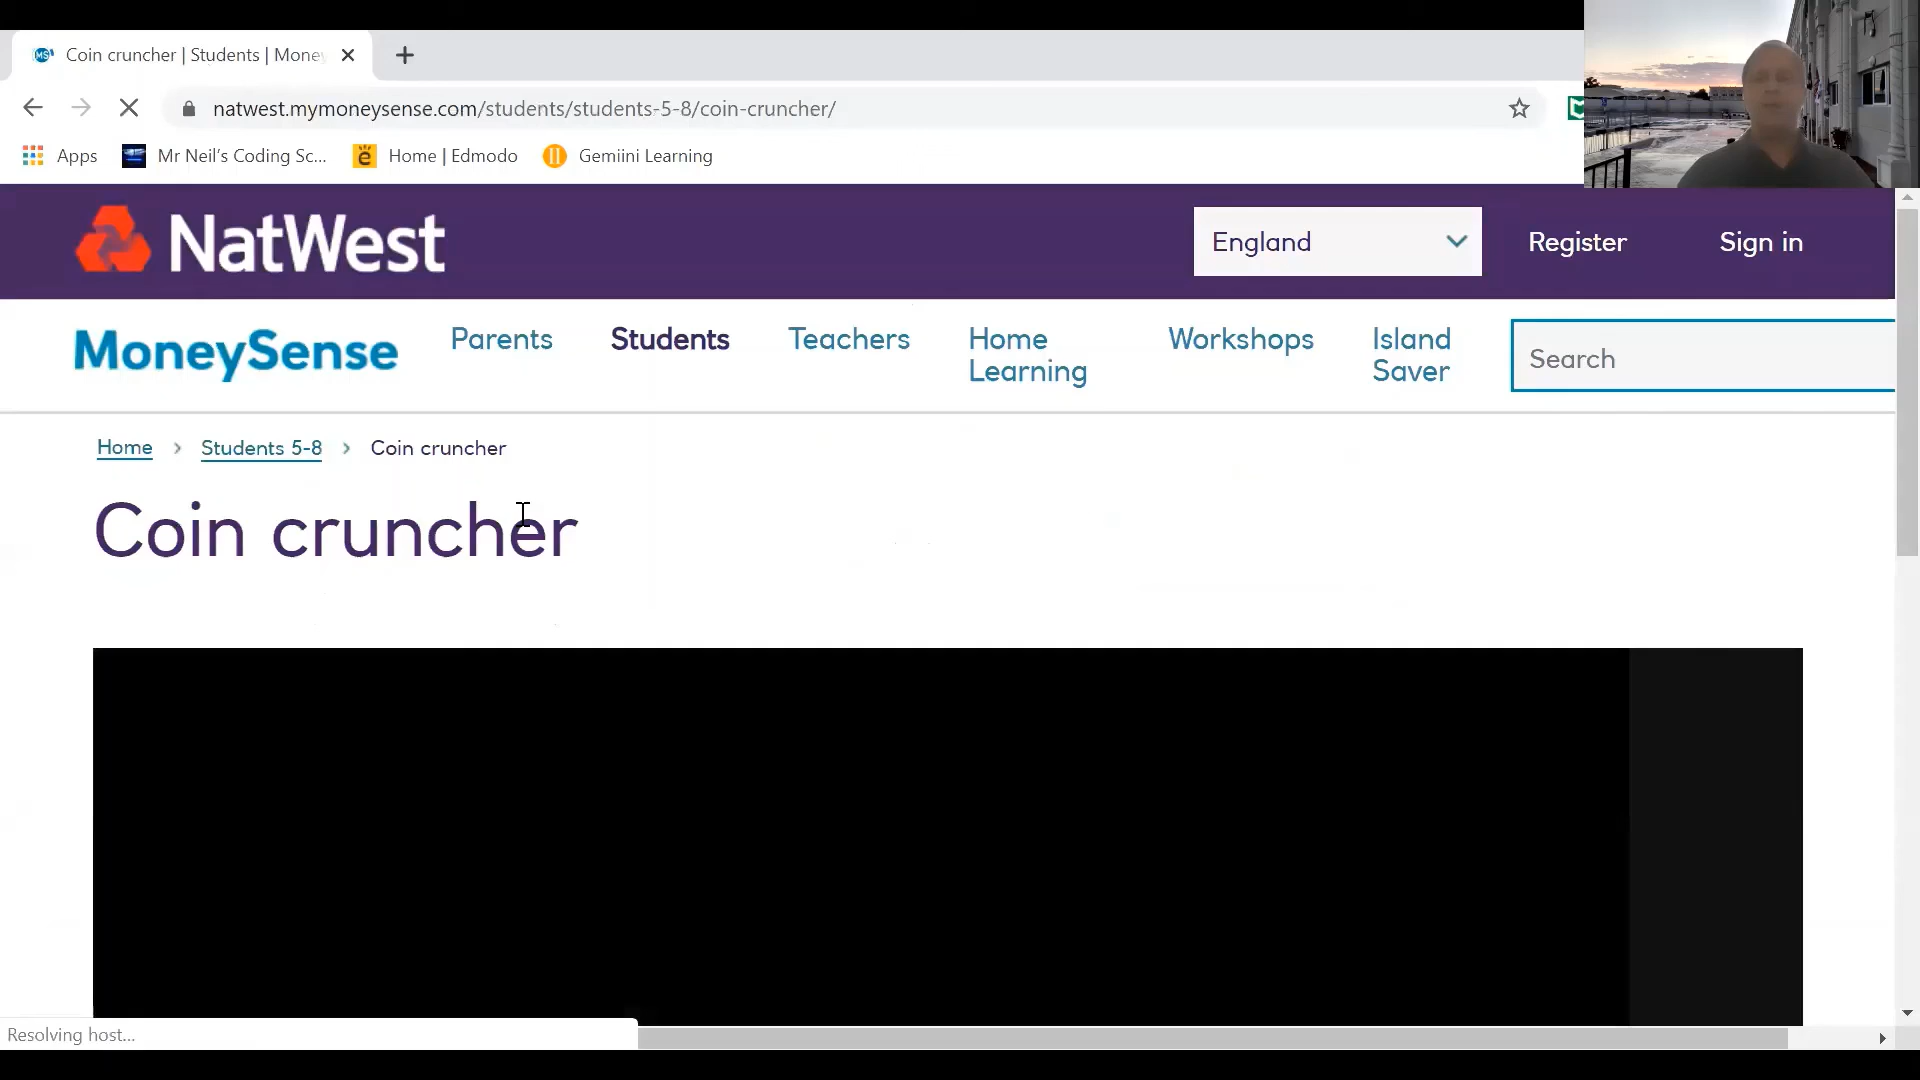 Coin cruncher | Students | Money
natwest.mymoneysense.com/students/students-5-8/coin-cruncher/
Apps
Mr Neil's Coding Sc...
Home | Edmodo
Gemiini Learning
NatWest
England
Register
Sign in
MoneySense
Parents
Students
Teachers
Home
Learning
Workshops
Island
Saver
Search
Home > Students 5-8 > Coin cruncher
Coin cruncher
Resolving host...